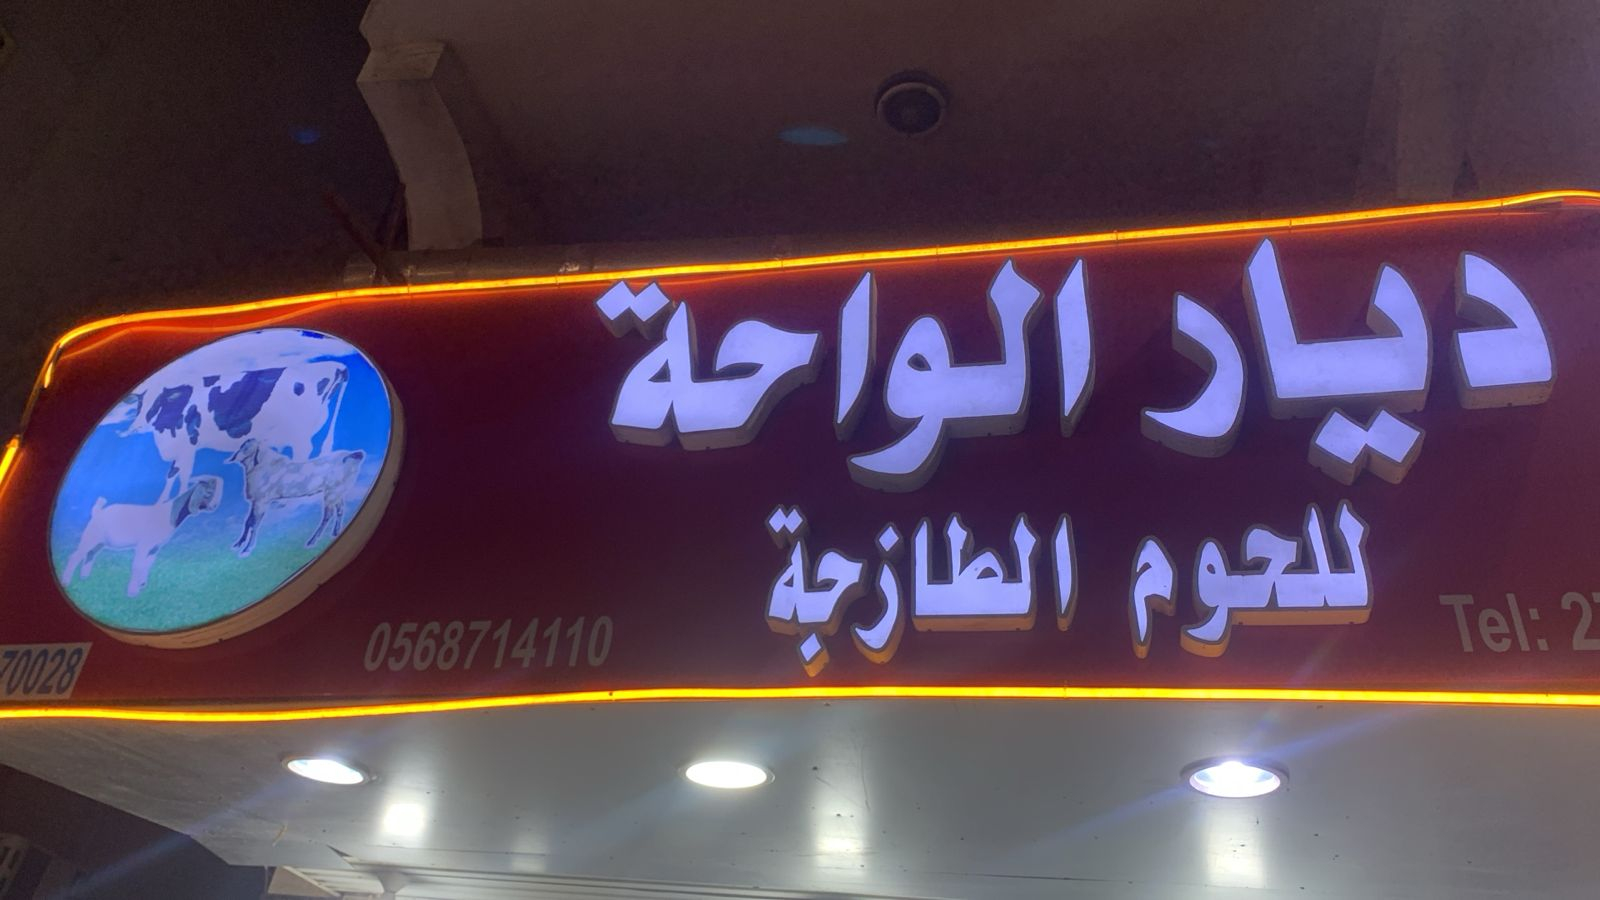 ديار الواحة
للحوم الطازجة
Tel: 2
0568714110
70028